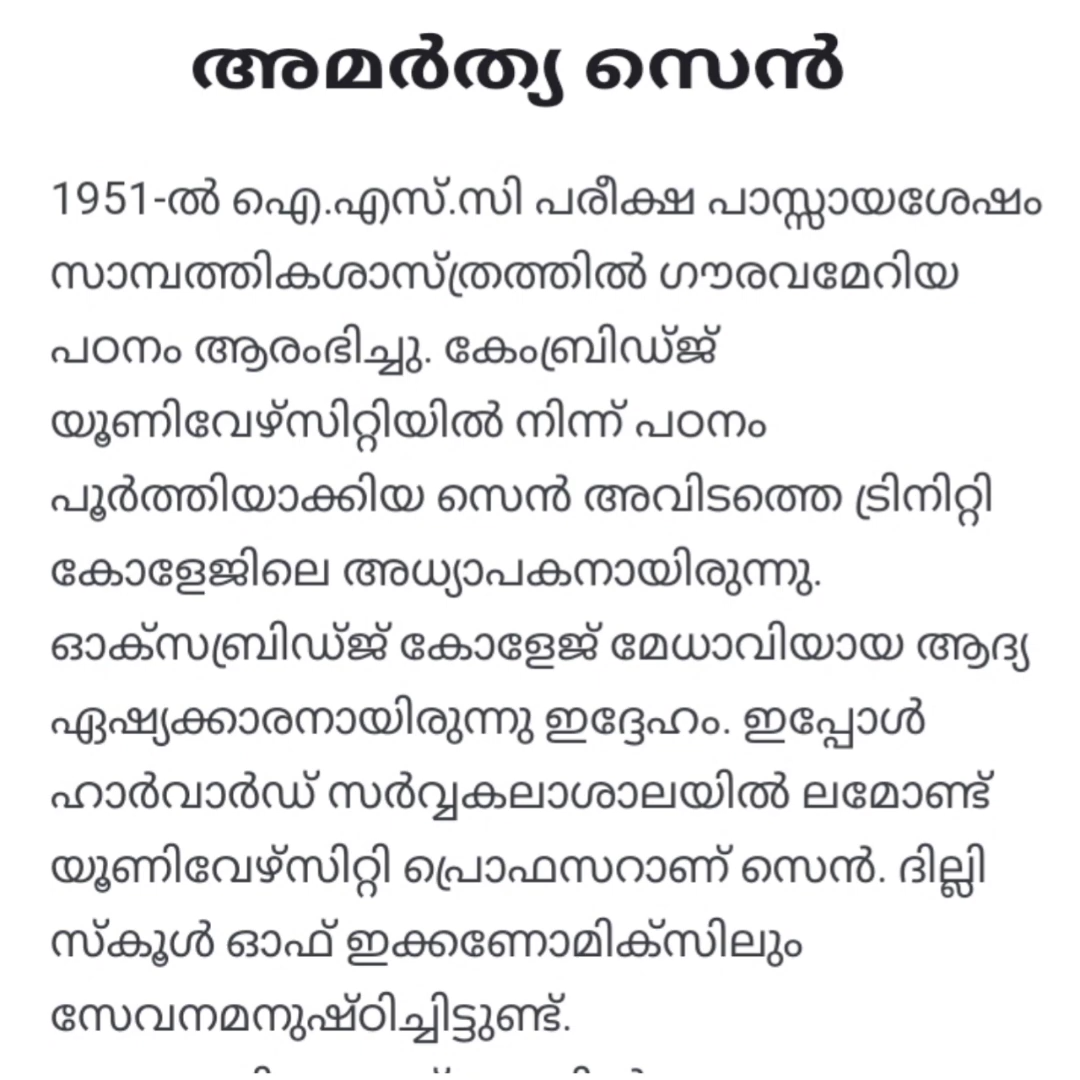 അമർത്യ സെൻ
1951-ൽ ഐ.എസ്.സി പരീക്ഷ പാസ്സായശേഷം
സാമ്പത്തികശാസ്ത്രത്തിൽ ഗൗരവമേറിയ
പഠനം ആരംഭിച്ചു. കേംബ്രിഡ്ജ്
യൂണിവേഴ്സിറ്റിയിൽ നിന്ന് പഠനം
പൂർത്തിയാക്കിയ സെൻ അവിടത്തെ ട്രിനിറ്റി
കോളേജിലെ അധ്യാപകനായിരുന്നു.
ഓക്സബ്രിഡ്ജ് കോളേജ് മേധാവിയായ ആദ്യ
ഏഷ്യക്കാരനായിരുന്നു ഇദ്ദേഹം. ഇപ്പോൾ
ഹാർവാർഡ് സർവ്വകലാശാലയിൽ ലമോണ്ട്
യൂണിവേഴ്സിറ്റി പ്രൊഫസറാണ് സെൻ. ദില്ലി
സ്കൂൾ ഓഫ് ഇക്കണോമിക്സിലും
സേവനമനുഷ്ഠിച്ചിട്ടുണ്ട്.